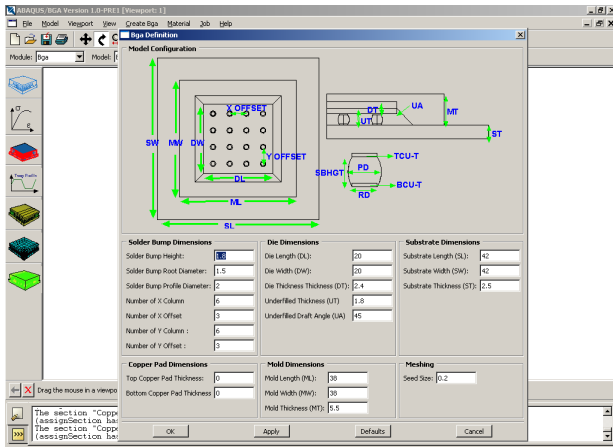 ABAQUS/BGA Version 1.0-PRE1 [Viewport: 1]
File Model Viewport View Create Bga Material Job Help
Module: Bga Model:
Bga Definition
Model Configuration
X OFFSET
DT
UA
MT
UT
ST
SW MW DW
Y OFFSET
TCU-T
DL
SBHGT
PD
ML
RD
BCU-T
SL
Solder Bump Dimensions
Solder Bump Height: 1.8
Solder Bump Root Diameter: 1.5
Solder Bump Profile Diameter: 2
Number of X Column 6
Number of X Offset 3
Number of Y Column : 6
Number of Y Offset : 3
Die Dimensions
Die Length (DL): 20
Die Width (DW): 20
Die Thickness Thickness (DT): 2.4
Underfilled Thickness (UT) 1.8
Underfilled Draft Angle (UA) 45
Substrate Dimensions
Substrate Length (SL): 42
Substrate Width (SW): 42
Substrate Thickness (ST): 2.5
Copper Pad Dimensions
Top Copper Pad Thickness: 0
Bottom Copper Pad Thickness 0
Mold Dimensions
Mold Length (ML): 38
Mold Width (MW): 38
Mold Thickness (MT): 5.5
Meshing
Seed Size: 0.2
Drag the mouse in a viewpo
OK Apply Defaults Cancel
The section "Coppe
(assignSection has
The section "Coppe
(assignSection has